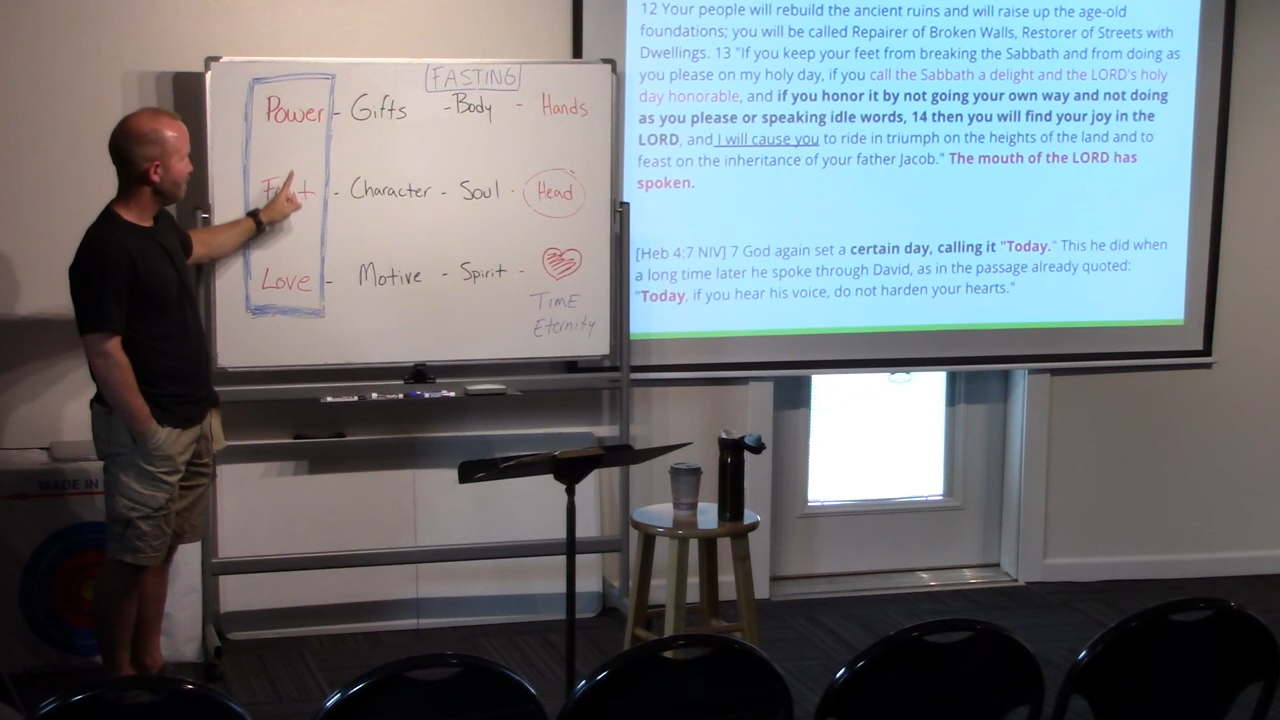 FASTING
Power - Gifts - Body - Hands
- Character - Soul - Head
Love - Motive - Spirit -
TIME
Eternity
12 Your people will rebuild the ancient ruins and will raise up the age-old
foundations; you will be called Repairer of Broken Walls, Restorer of Streets with
Dwellings. 13 "If you keep your feet from breaking the Sabbath and from doing as
you please on my holy day, if you call the Sabbath a delight and the LORD's holy
day honorable, and if you honor it by not going your own way and not doing
as you please or speaking idle words, 14 then you will find your joy in the
LORD, and I will cause you to ride in triumph on the heights of the land and to
feast on the inheritance of your father Jacob." The mouth of the LORD has
spoken.
[Heb 4:7 NIV] 7 God again set a certain day, calling it "Today." This he did when
a long time later he spoke through David, as in the passage already quoted:
"Today, if you hear his voice, do not harden your hearts."
MADE IN